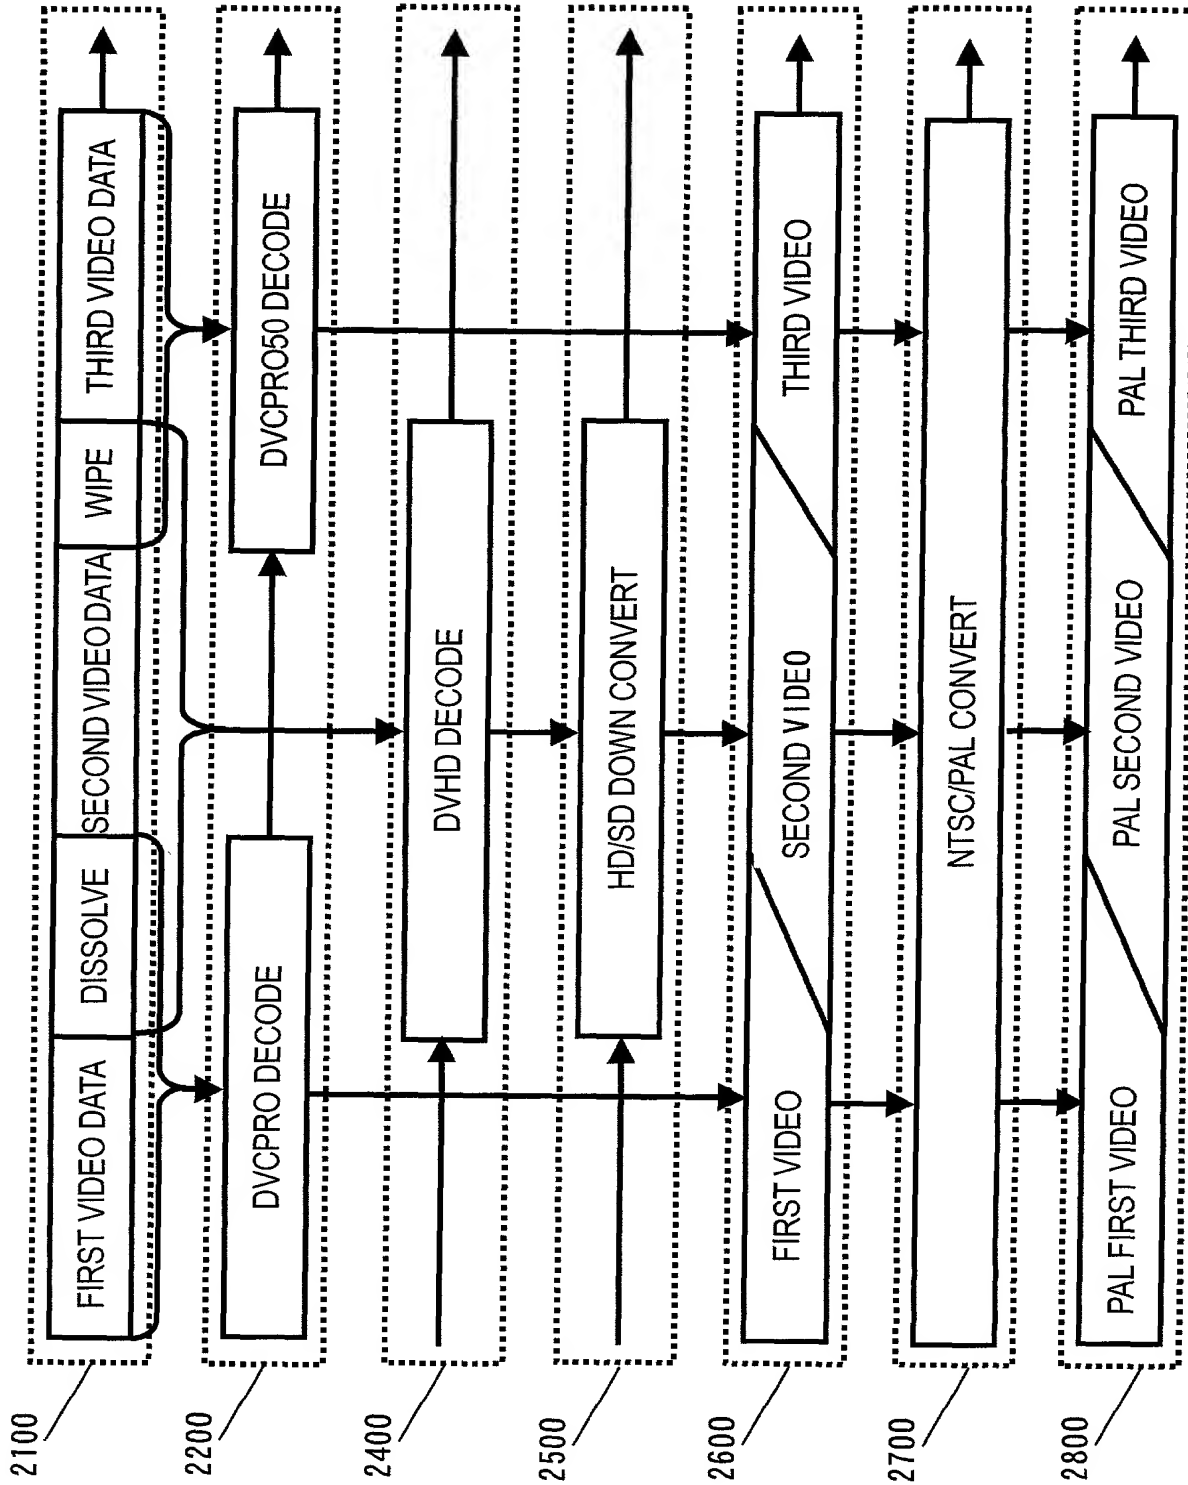 2100
FIRST VIDEO DATA
DISSOLVE
SECOND VIDEO DATA
WIPE
THIRD VIDEO DATA
2200
DVCPRO DECODE
DVCPRO50 DECODE
2400
DVHD DECODE
2500
HD/SD DOWN CONVERT
2600
FIRST VIDEO
SECOND VIDEO
THIRD VIDEO
2700
NTSC/PAL CONVERT
2800
PAL FIRST VIDEO
PAL SECOND VIDEO
PAL THIRD VIDEO